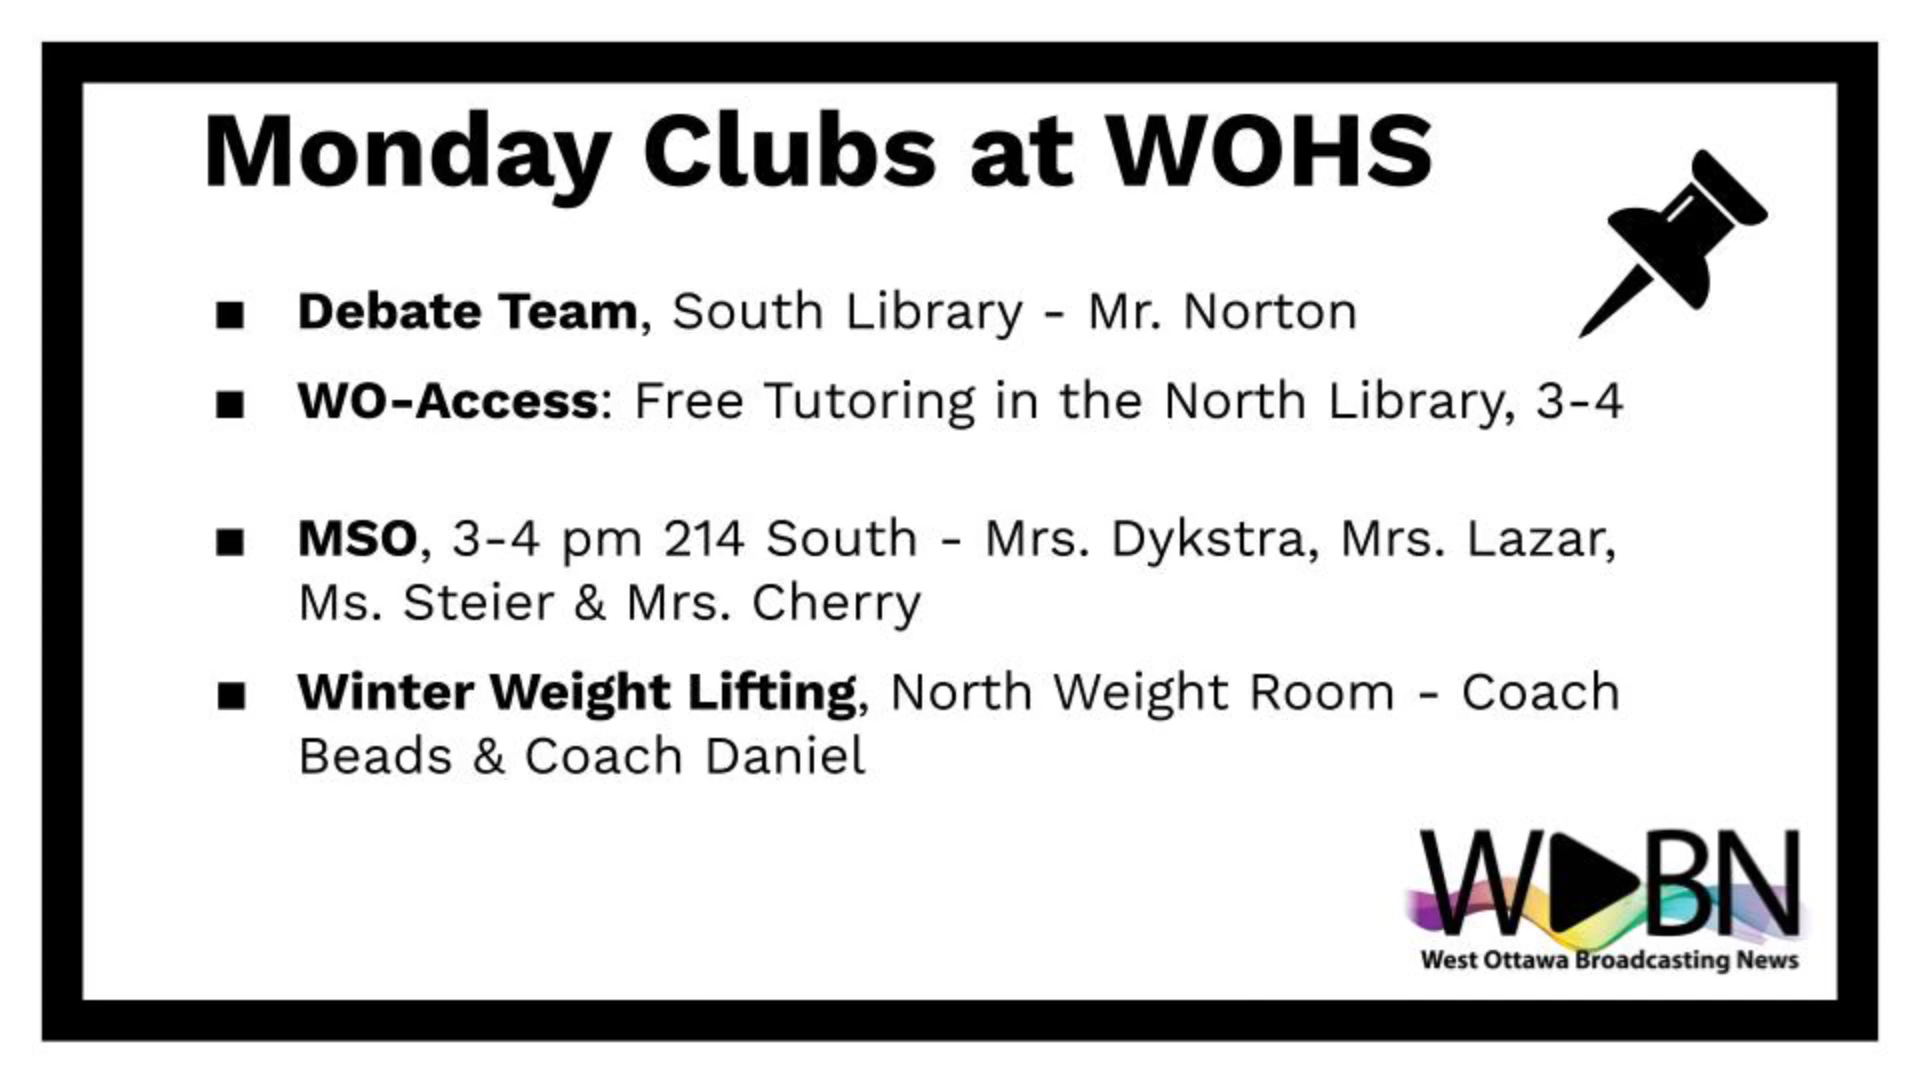 Monday Clubs at WOHS
▪ Debate Team, South Library - Mr. Norton
▪ WO-Access: Free Tutoring in the North Library, 3-4
▪ MSO, 3-4 pm 214 South - Mrs. Dykstra, Mrs. Lazar,
Ms. Steier & Mrs. Cherry
▪ Winter Weight Lifting, North Weight Room - Coach
Beads & Coach Daniel
W▶BN
West Ottawa Broadcasting News